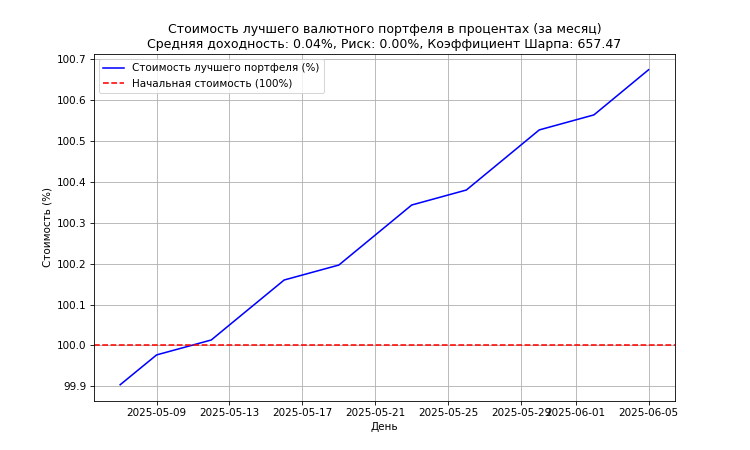 Стоимость лучшего валютного портфеля в процентах (за месяц)
Средняя доходность: 0.04%, Риск: 0.00%, Коэффициент Шарпа: 657.47
Стоимость лучшего портфеля (%)
Начальная стоимость (100%)
Стоимость (%)
100.7
100.6
100.5
100.4
100.3
100.2
100.1
100.0
99.9
2025-05-09 2025-05-13 2025-05-17 2025-05-21 2025-05-25 2025-05-29 2025-06-01 2025-06-05
День